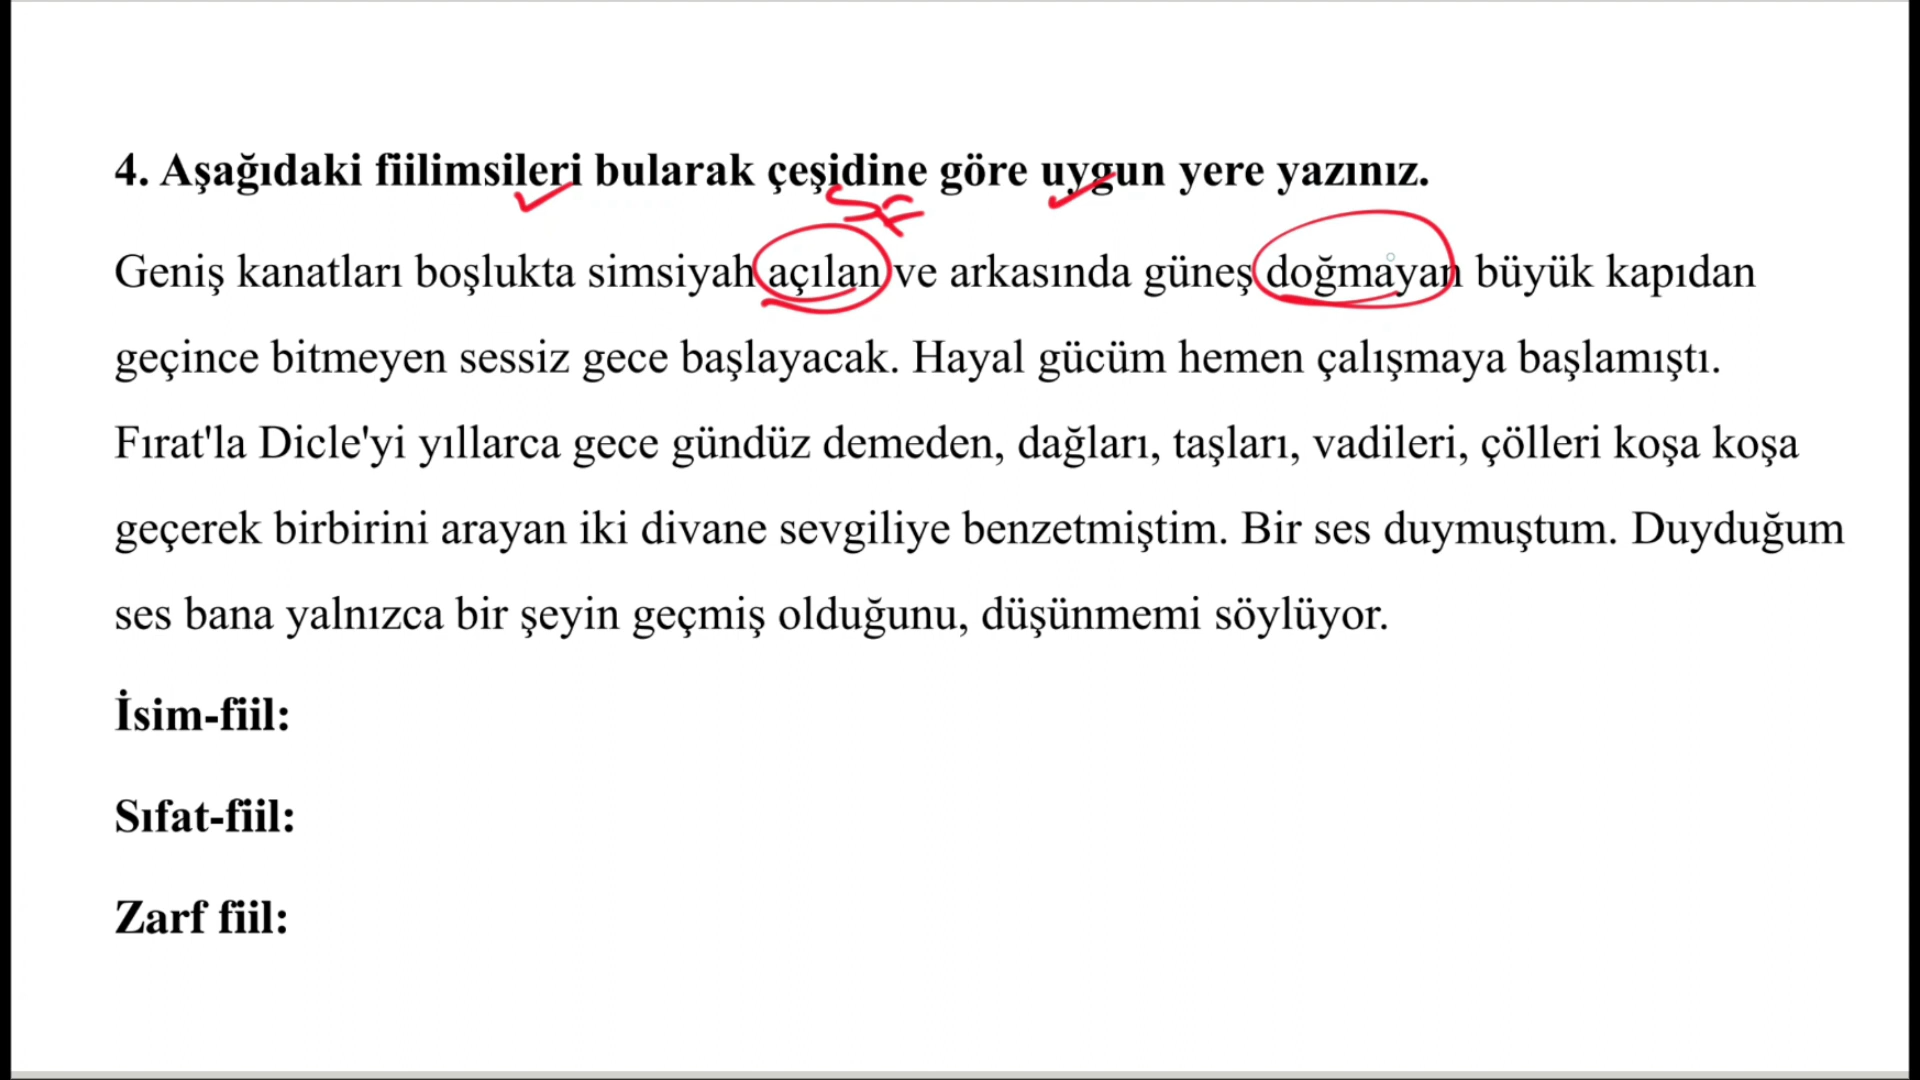 4. Aşağıdaki fiilimsileri bularak çeşidine göre uygun yere yazınız.
SF
Geniş kanatları boşlukta simsiyah açılan ve arkasında güneş doğmayan büyük kapıdan
geçince bitmeyen sessiz gece başlayacak. Hayal gücüm hemen çalışmaya başlamıştı.
Fırat'la Dicle'yi yıllarca gece gündüz demeden, dağları, taşları, vadileri, çölleri koşa koşa
geçerek birbirini arayan iki divane sevgiliye benzetmiştim. Bir ses duymuştum. Duyduğum
ses bana yalnızca bir şeyin geçmiş olduğunu, düşünmemi söylüyor.
İsim-fiil:
Sıfat-fiil:
Zarf fiil: